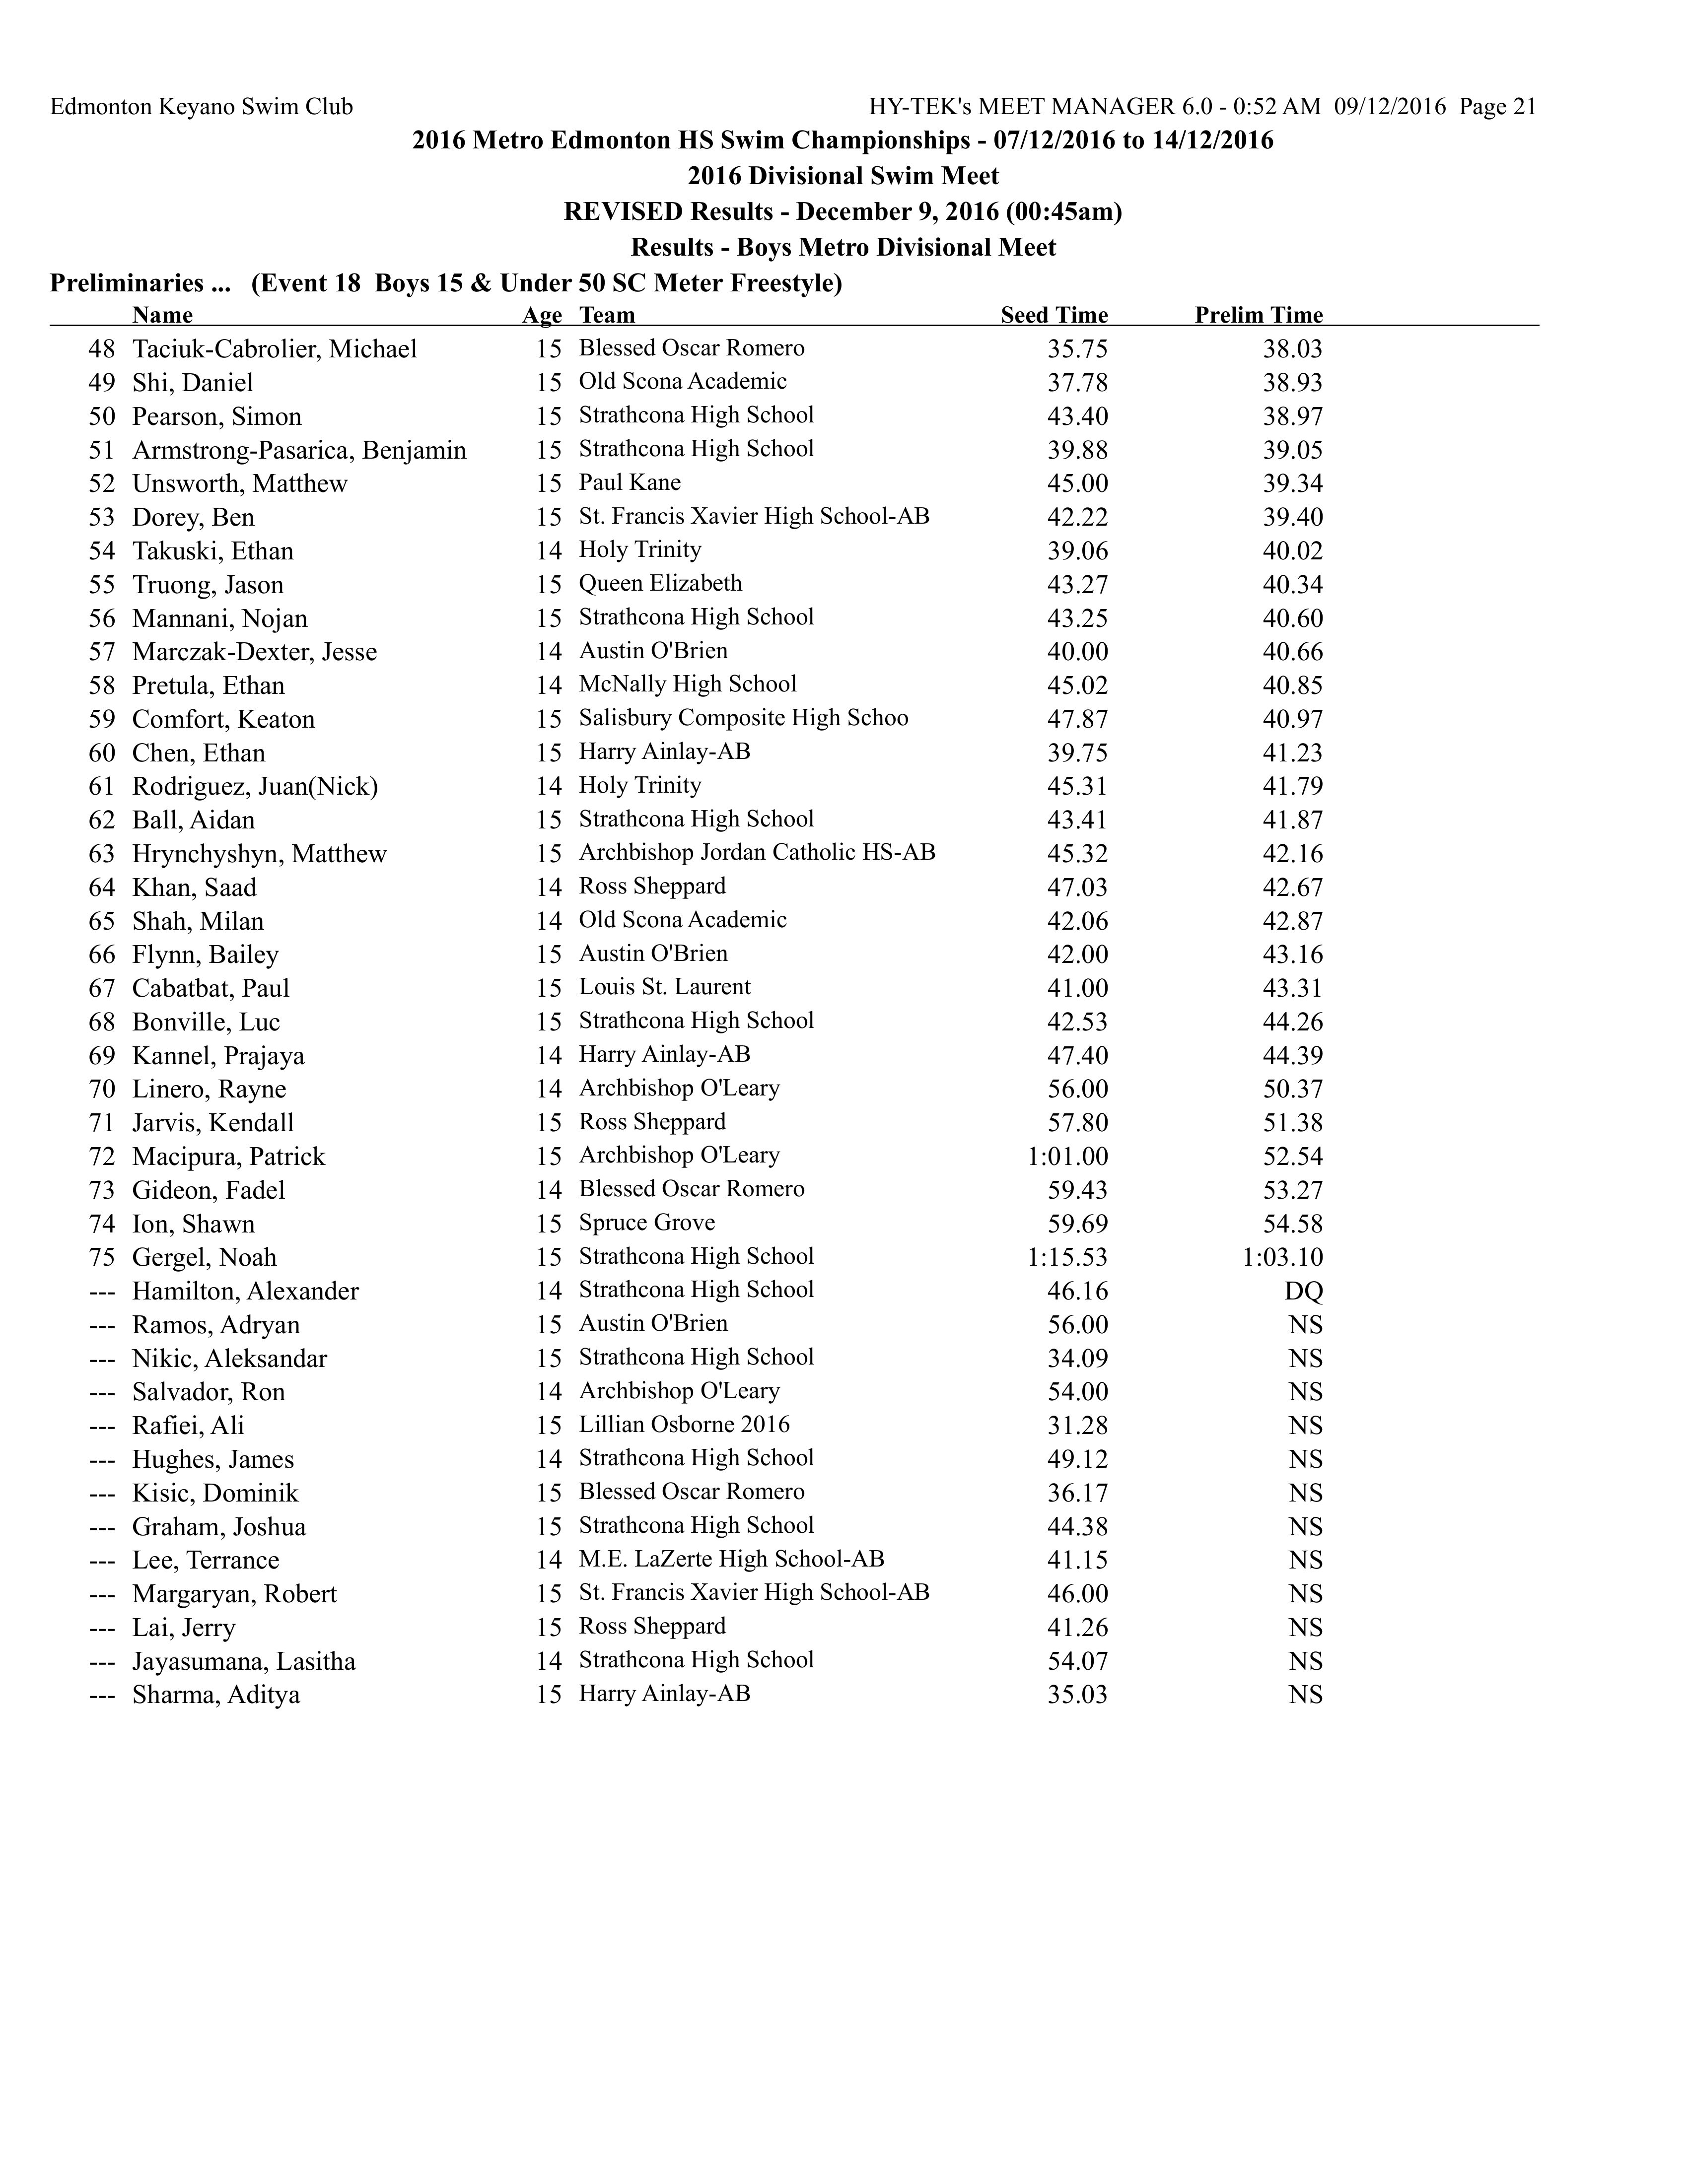 Edmonton Keyano Swim Club HY-TEK's MEET MANAGER 6.0 - 0:52 AM 09/12/2016 Page 21
2016 Metro Edmonton HS Swim Championships - 07/12/2016 to 14/12/2016
2016 Divisional Swim Meet
REVISED Results - December 9, 2016 (00:45am)
Results - Boys Metro Divisional Meet
Preliminaries ... (Event 18 Boys 15 & Under 50 SC Meter Freestyle)
Name Age Team Seed Time Prelim Time
48 Taciuk-Cabrolier, Michael 15 Blessed Oscar Romero 35.75 38.03
49 Shi, Daniel 15 Old Scona Academic 37.78 38.93
50 Pearson, Simon 15 Strathcona High School 43.40 38.97
51 Armstrong-Pasarica, Benjamin 15 Strathcona High School 39.88 39.05
52 Unsworth, Matthew 15 Paul Kane 45.00 39.34
53 Dorey, Ben 15 St. Francis Xavier High School-AB 42.22 39.40
54 Takuski, Ethan 14 Holy Trinity 39.06 40.02
55 Truong, Jason 15 Queen Elizabeth 43.27 40.34
56 Mannani, Nojan 15 Strathcona High School 43.25 40.60
57 Marczak-Dexter, Jesse 14 Austin O'Brien 40.00 40.66
58 Pretula, Ethan 14 McNally High School 45.02 40.85
59 Comfort, Keaton 15 Salisbury Composite High Schoo 47.87 40.97
60 Chen, Ethan 15 Harry Ainlay-AB 39.75 41.23
61 Rodriguez, Juan(Nick) 14 Holy Trinity 45.31 41.79
62 Ball, Aidan 15 Strathcona High School 43.41 41.87
63 Hrynchyshyn, Matthew 15 Archbishop Jordan Catholic HS-AB 45.32 42.16
64 Khan, Saad 14 Ross Sheppard 47.03 42.67
65 Shah, Milan 14 Old Scona Academic 42.06 42.87
66 Flynn, Bailey 15 Austin O'Brien 42.00 43.16
67 Cabatbat, Paul 15 Louis St. Laurent 41.00 43.31
68 Bonville, Luc 15 Strathcona High School 42.53 44.26
69 Kannel, Prajaya 14 Harry Ainlay-AB 47.40 44.39
70 Linero, Rayne 14 Archbishop O'Leary 56.00 50.37
71 Jarvis, Kendall 15 Ross Sheppard 57.80 51.38
72 Macipura, Patrick 15 Archbishop O'Leary 1:01.00 52.54
73 Gideon, Fadel 14 Blessed Oscar Romero 59.43 53.27
74 Ion, Shawn 15 Spruce Grove 59.69 54.58
75 Gergel, Noah 15 Strathcona High School 1:15.53 1:03.10
--- Hamilton, Alexander 14 Strathcona High School 46.16 DQ
--- Ramos, Adryan 15 Austin O'Brien 56.00 NS
--- Nikic, Aleksandar 15 Strathcona High School 34.09 NS
--- Salvador, Ron 14 Archbishop O'Leary 54.00 NS
--- Rafiei, Ali 15 Lillian Osborne 2016 31.28 NS
--- Hughes, James 14 Strathcona High School 49.12 NS
--- Kisic, Dominik 15 Blessed Oscar Romero 36.17 NS
--- Graham, Joshua 15 Strathcona High School 44.38 NS
--- Lee, Terrance 14 M.E. LaZerte High School-AB 41.15 NS
--- Margaryan, Robert 15 St. Francis Xavier High School-AB 46.00 NS
--- Lai, Jerry 15 Ross Sheppard 41.26 NS
--- Jayasumana, Lasitha 14 Strathcona High School 54.07 NS
--- Sharma, Aditya 15 Harry Ainlay-AB 35.03 NS